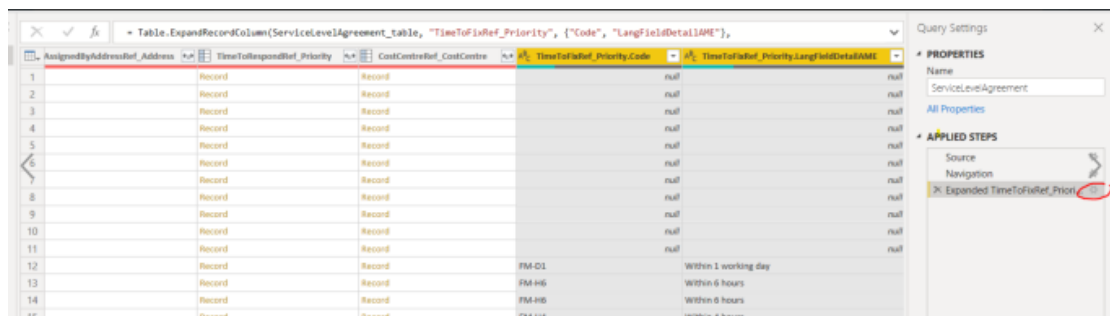 fx = Table.ExpandRecordColumn(ServiceLevelAgreement_table, "TimeToFixRef_Priority", {"Code", "LangFieldDetailAME"},
AssignedByAddressRef_Address TimeToRespondRef_Priority CostCentreRef_CostCentre TimeToFixRef_Priority.Code TimeToFixRef_Priority.LangFieldDetailAME
1 Record Record null null
2 Record Record null null
3 Record Record null null
4 Record Record null null
5 Record Record null null
6 Record Record null null
7 Record Record null null
8 Record Record null null
9 Record Record null null
10 Record Record null null
11 Record Record null null
12 Record Record FM-D1 Within 1 working day
13 Record Record FM-H6 Within 6 hours
14 Record Record FM-H6 Within 6 hours
Query Settings
PROPERTIES
Name
ServiceLevelAgreement
All Properties
APPLIED STEPS
Source
Navigation
Expanded TimeToFixRef_Priori...